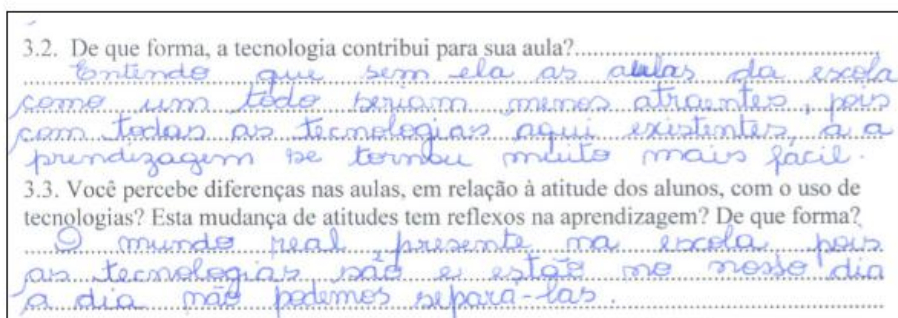 3.2. De que forma, a tecnologia contribui para sua aula?
Entendo que sem ela as aulas da escola
como um todo seriam menos atraentes, pois
com todas as tecnologias aqui existentes, a a
prendizagem se tornou muito mais fácil.
3.3. Você percebe diferenças nas aulas, em relação à atitude dos alunos, com o uso de
tecnologias? Esta mudança de atitudes tem reflexos na aprendizagem? De que forma?
O mundo real, presente na escola, pois
as tecnologias são e estão no nosso dia
a dia não podemos separá-las.